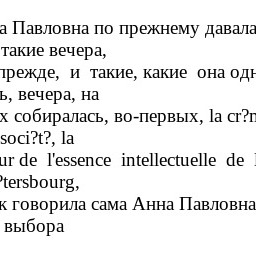 а Павловна по прежнему давала
такие вечера,
прежде, и такие, какие она одн
ь, вечера, на
х собиралась, во-первых, la cr?m
soci?t?, la
ur de l'essence intellectuelle de l
?tersbourg,
к говорила сама Анна Павловна
выбора